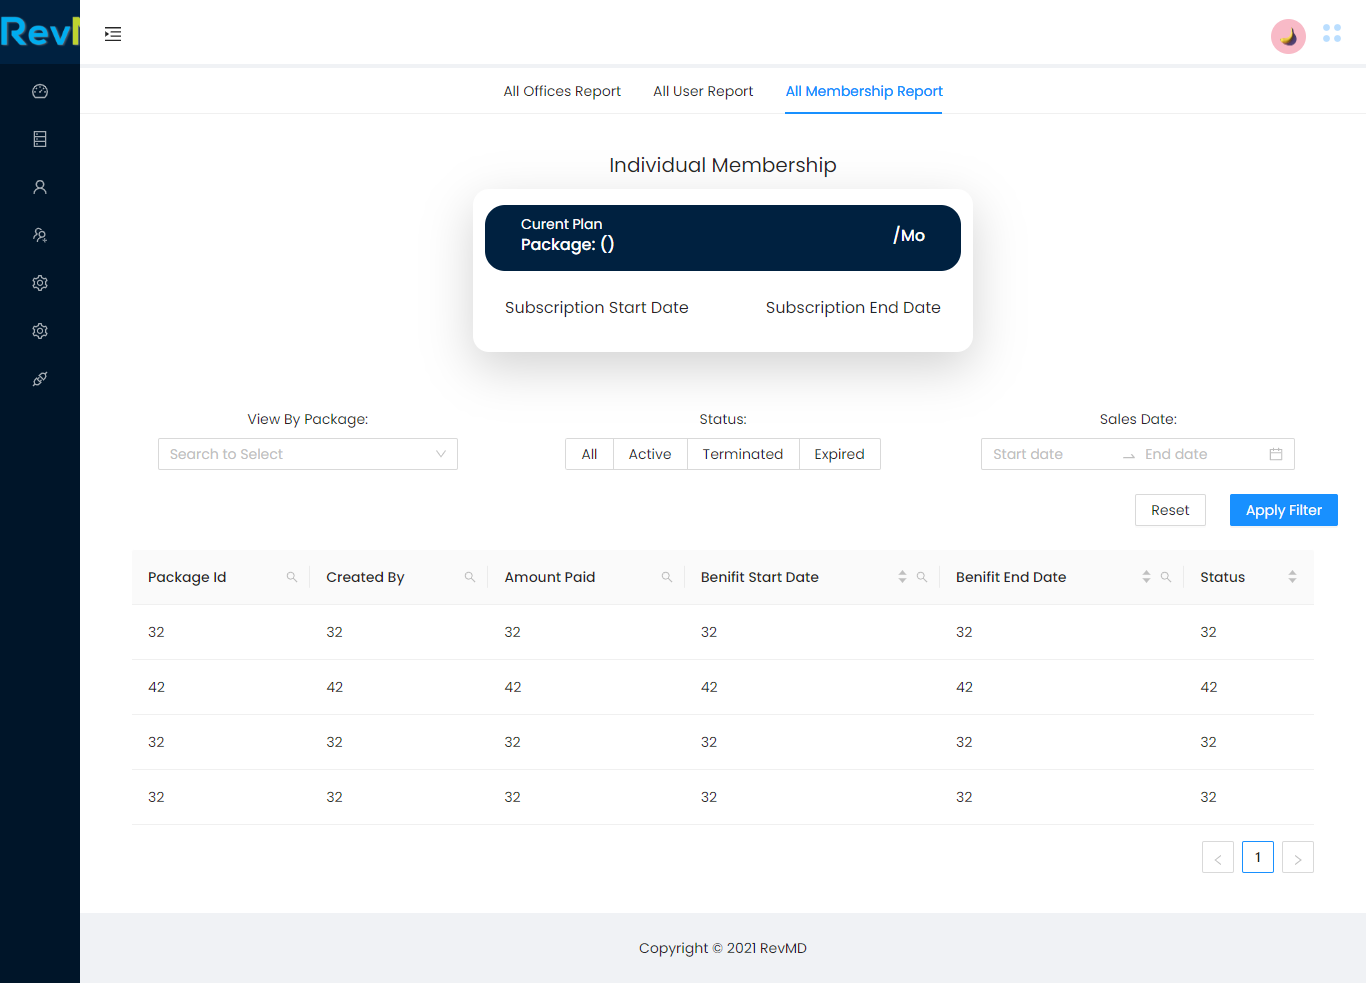 Rev
All Offices Report All User Report All Membership Report
Individual Membership
Curent Plan
Package: ()
/Mo
Subscription Start Date Subscription End Date
View By Package: Status: Sales Date:
Search to Select All Active Terminated Expired Start date End date
Reset Apply Filter
Package Id Created By Amount Paid Benifit Start Date Benifit End Date Status
32 32 32 32 32 32
42 42 42 42 42 42
32 32 32 32 32 32
32 32 32 32 32 32
< 1 >
Copyright © 2021 RevMD